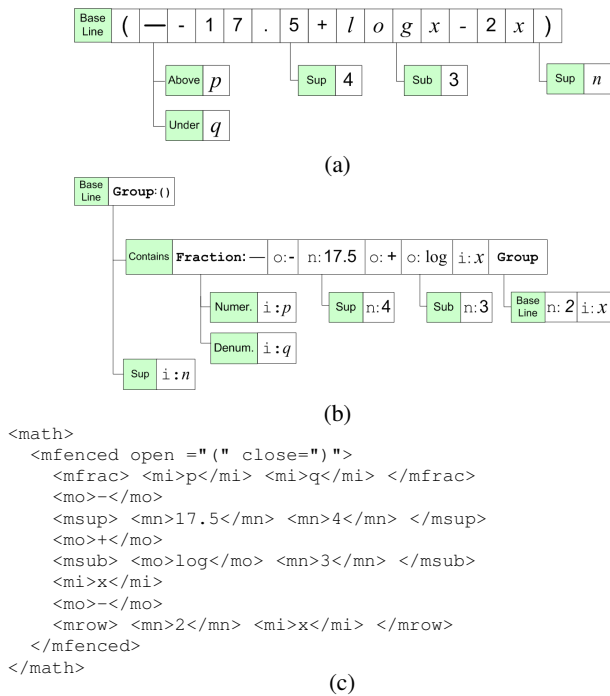 Base Line ( — - 1 7 . 5 + l o g x - 2 x )
Above p Sup 4 Sub 3 Sup n
Under q
(a)
Base Line Group:()
Contains Fraction: — o:- n:17.5 o:+ o: log i:x Group
Numer. i:p Sup n:4 Sub n:3 Base Line n: 2 i:x
Denum. i:q
Sup i:n
(b)
<math>
  <mfenced open ="(" close=")">
    <mfrac> <mi>p</mi> <mi>q</mi> </mfrac>
    <mo>-</mo>
    <msup> <mn>17.5</mn> <mn>4</mn> </msup>
    <mo>+</mo>
    <msub> <mo>log</mo> <mn>3</mn> </msub>
    <mi>x</mi>
    <mo>-</mo>
    <mrow> <mn>2</mn> <mi>x</mi> </mrow>
  </mfenced>
</math>
(c)